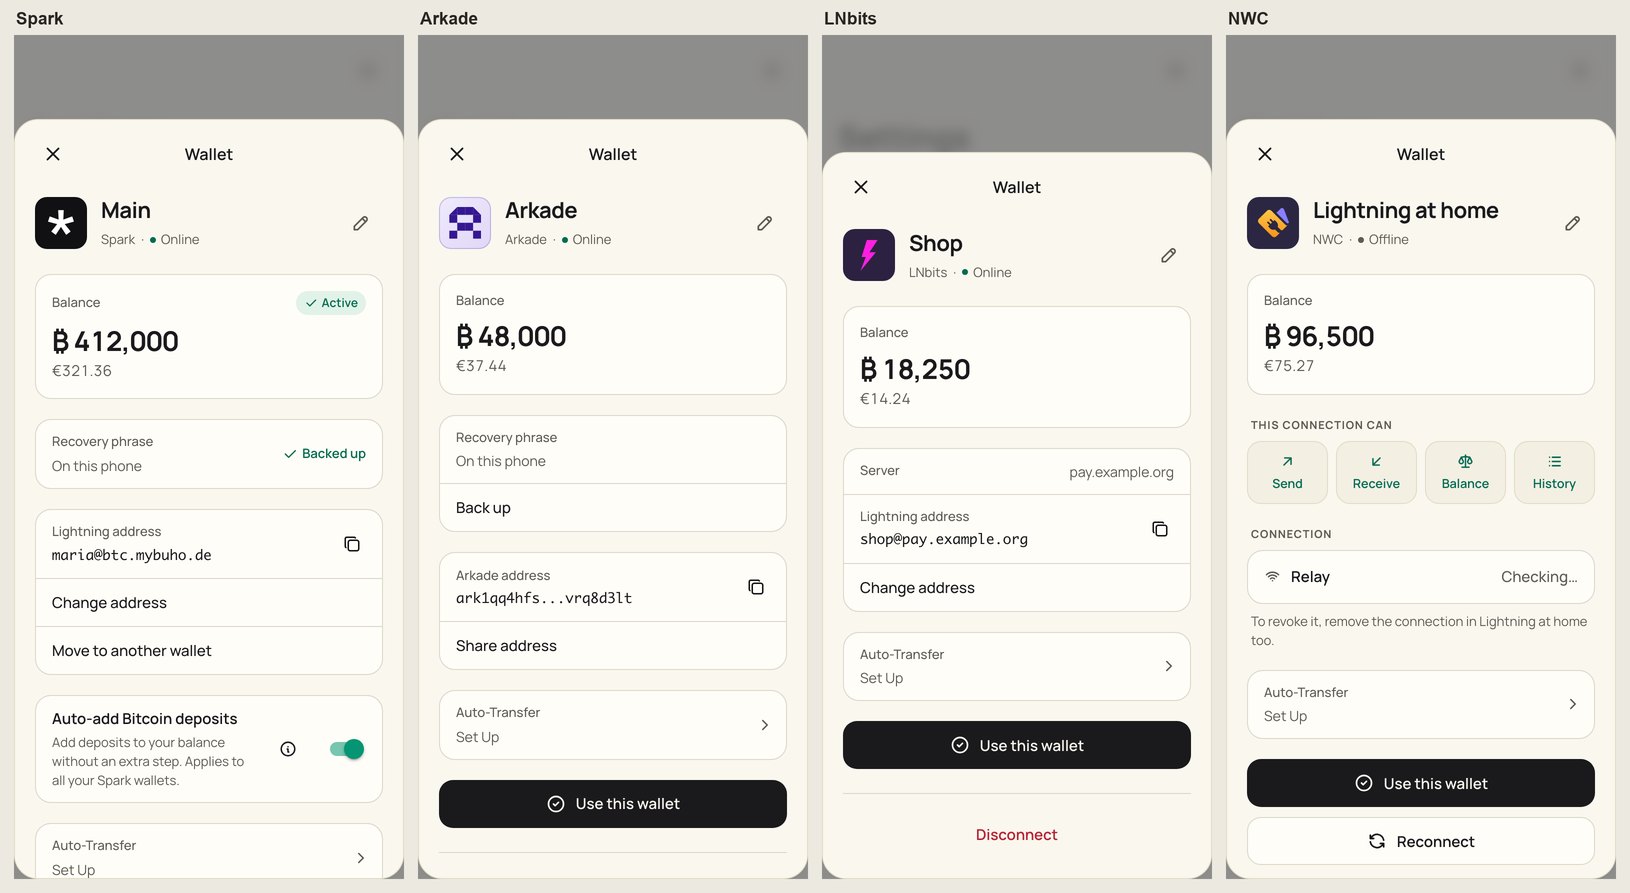 Spark
Wallet
Main
Spark · Online
Balance
Active
₿ 412,000
€321.36
Recovery phrase
On this phone
Backed up
Lightning address
maria@btc.mybuho.de
Change address
Move to another wallet
Auto-add Bitcoin deposits
Add deposits to your balance
without an extra step. Applies to
all your Spark wallets.
Auto-Transfer
Set Up
Arkade
Wallet
Arkade
Arkade · Online
Balance
₿ 48,000
€37.44
Recovery phrase
On this phone
Back up
Arkade address
ark1qq4hfs...vrq8d3lt
Share address
Auto-Transfer
Set Up
Use this wallet
LNbits
Settings
Wallet
Shop
LNbits · Online
Balance
₿ 18,250
€14.24
Server
pay.example.org
Lightning address
shop@pay.example.org
Change address
Auto-Transfer
Set Up
Use this wallet
Disconnect
NWC
Wallet
Lightning at home
NWC · Offline
Balance
₿ 96,500
€75.27
THIS CONNECTION CAN
Send
Receive
Balance
History
CONNECTION
Relay
Checking...
To revoke it, remove the connection in Lightning at home
too.
Auto-Transfer
Set Up
Use this wallet
Reconnect